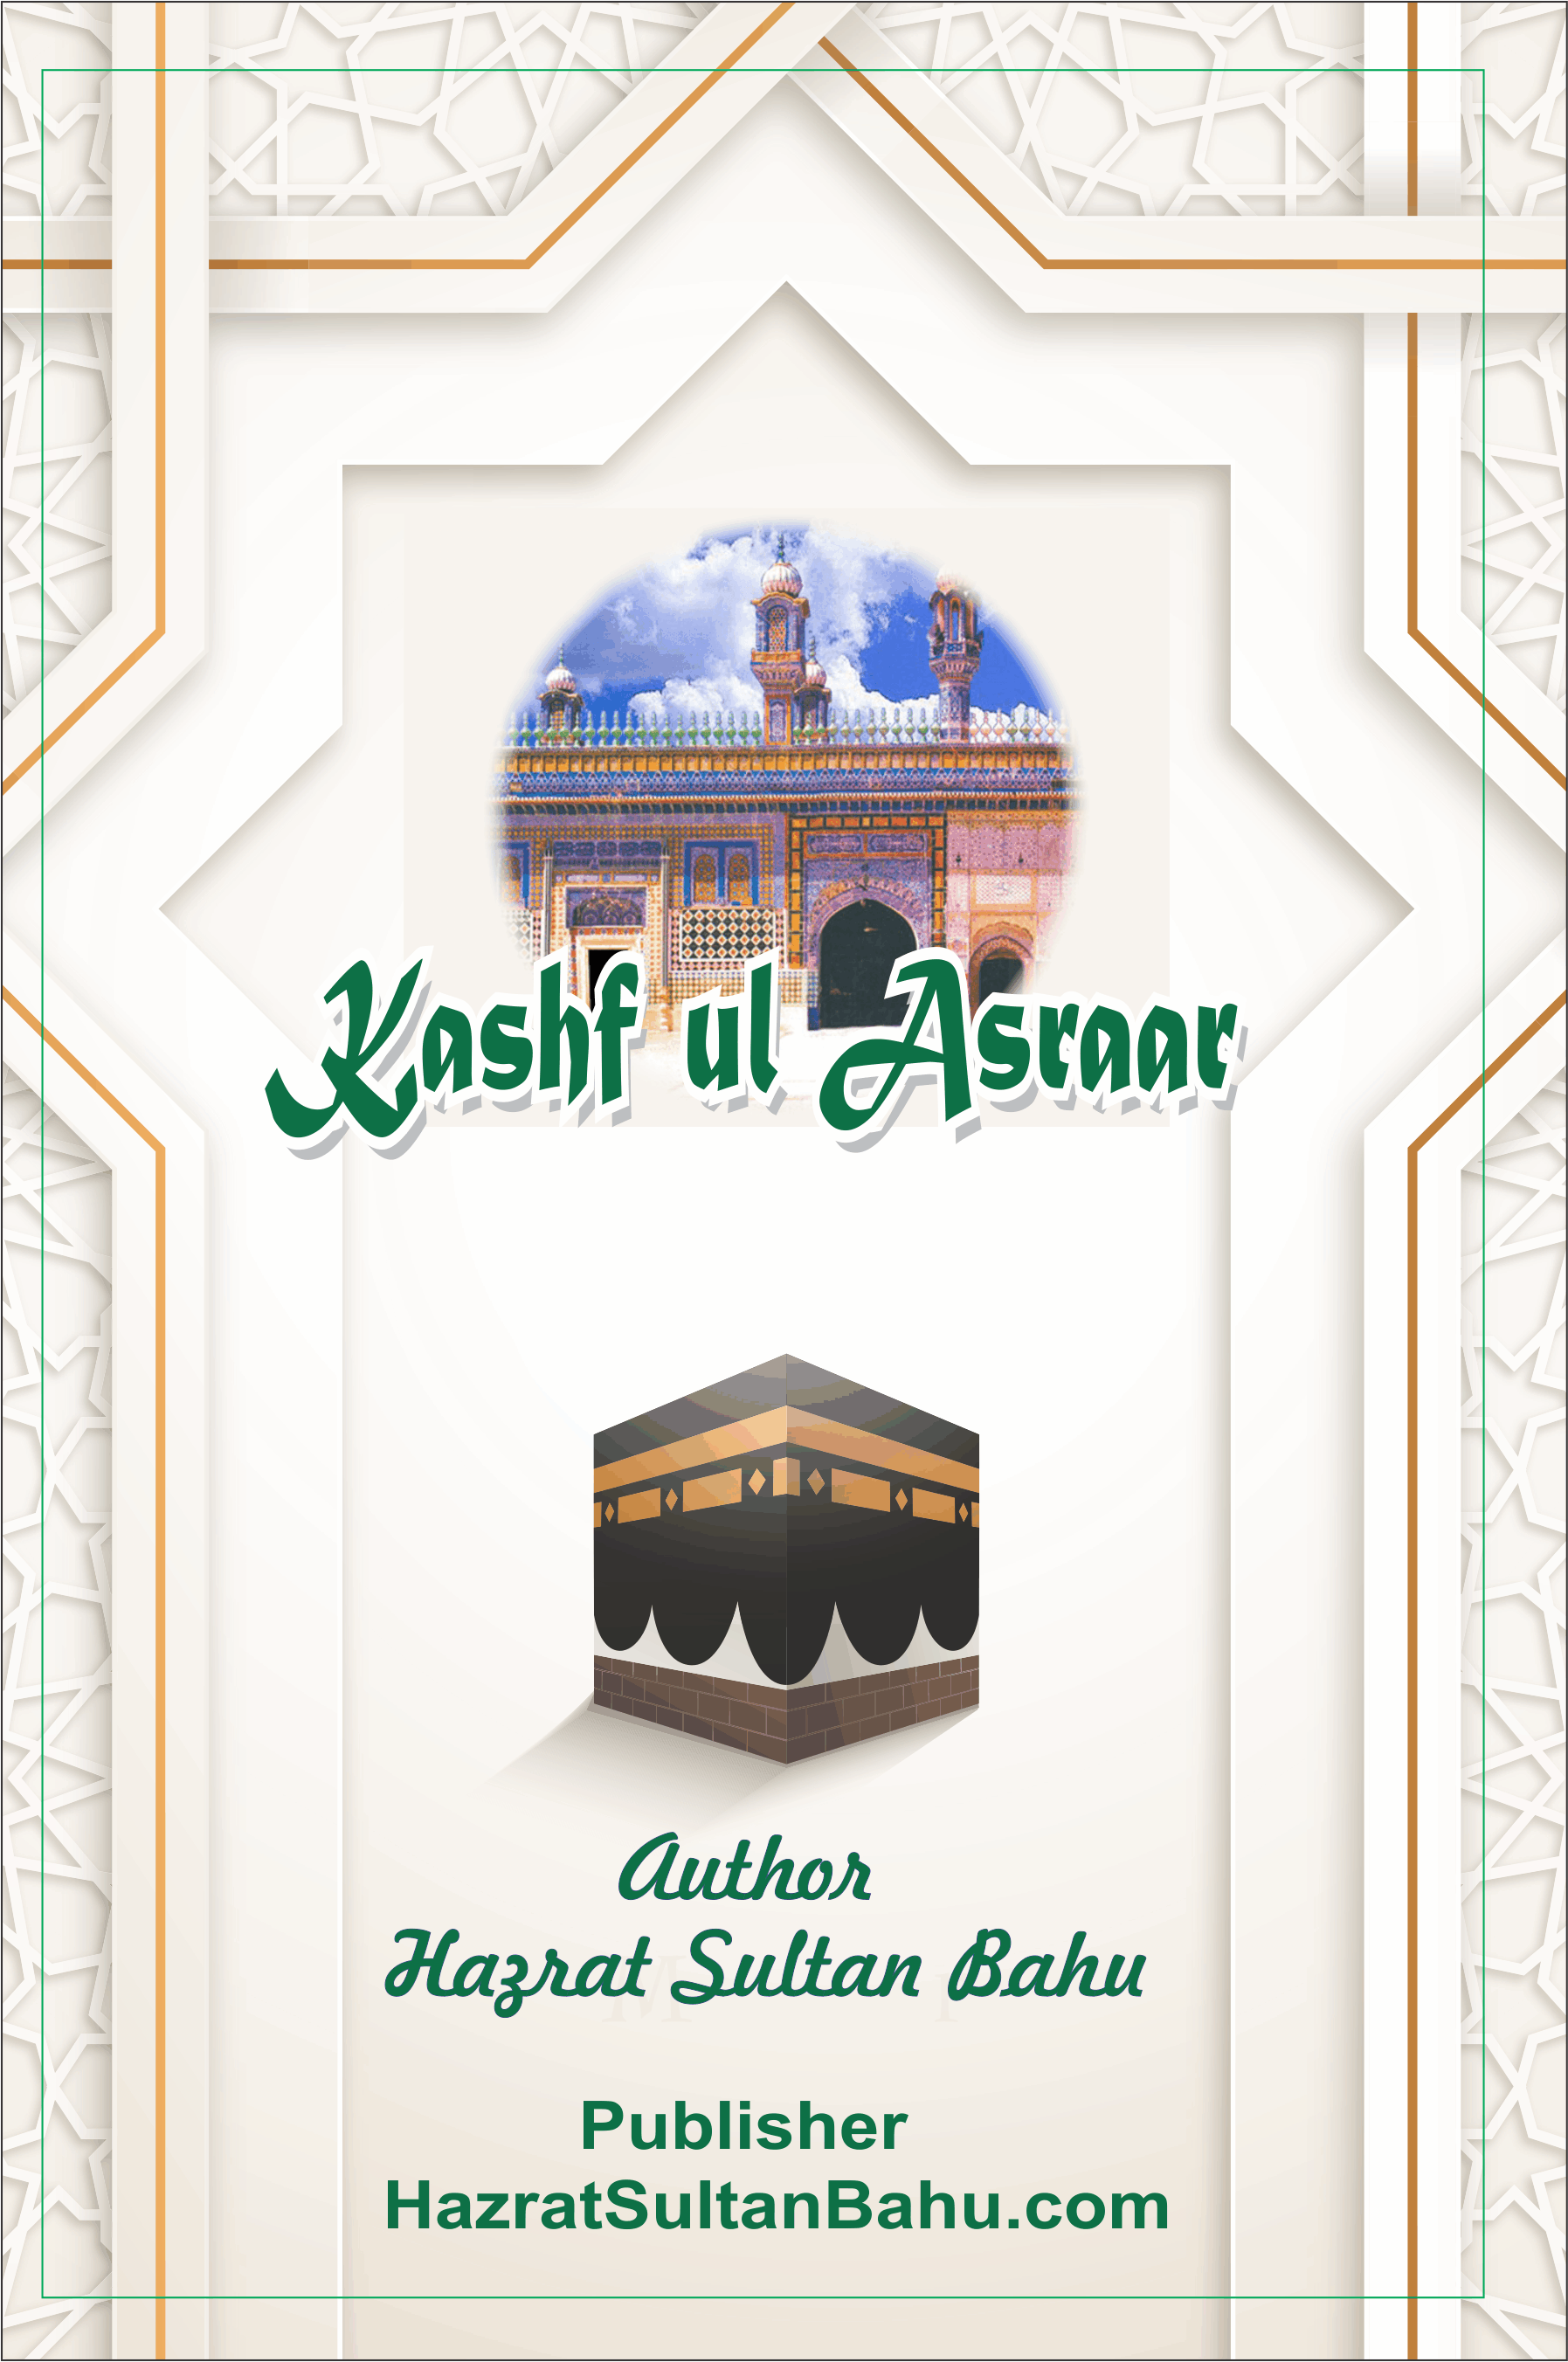 Kashf ul Asraar
Author
Hazrat Sultan Bahu
Publisher
HazratSultanBahu.com